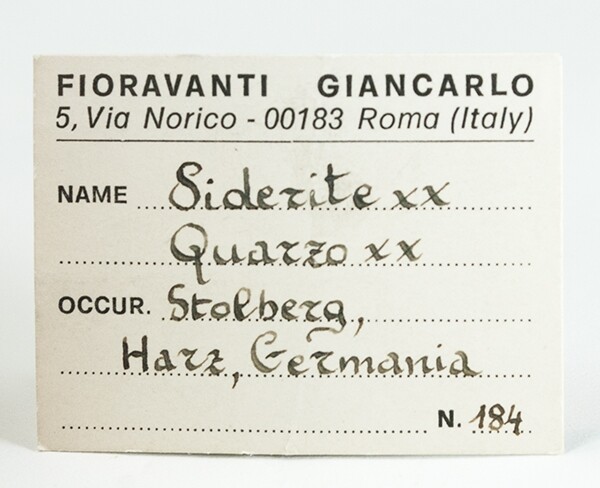 FIORAVANTI GIANCARLO
5, Via Norico - 00183 Roma (Italy)
NAME Siderite xx
Quarzo xx
OCCUR. Stolberg,
Harz, Germania
N. 184